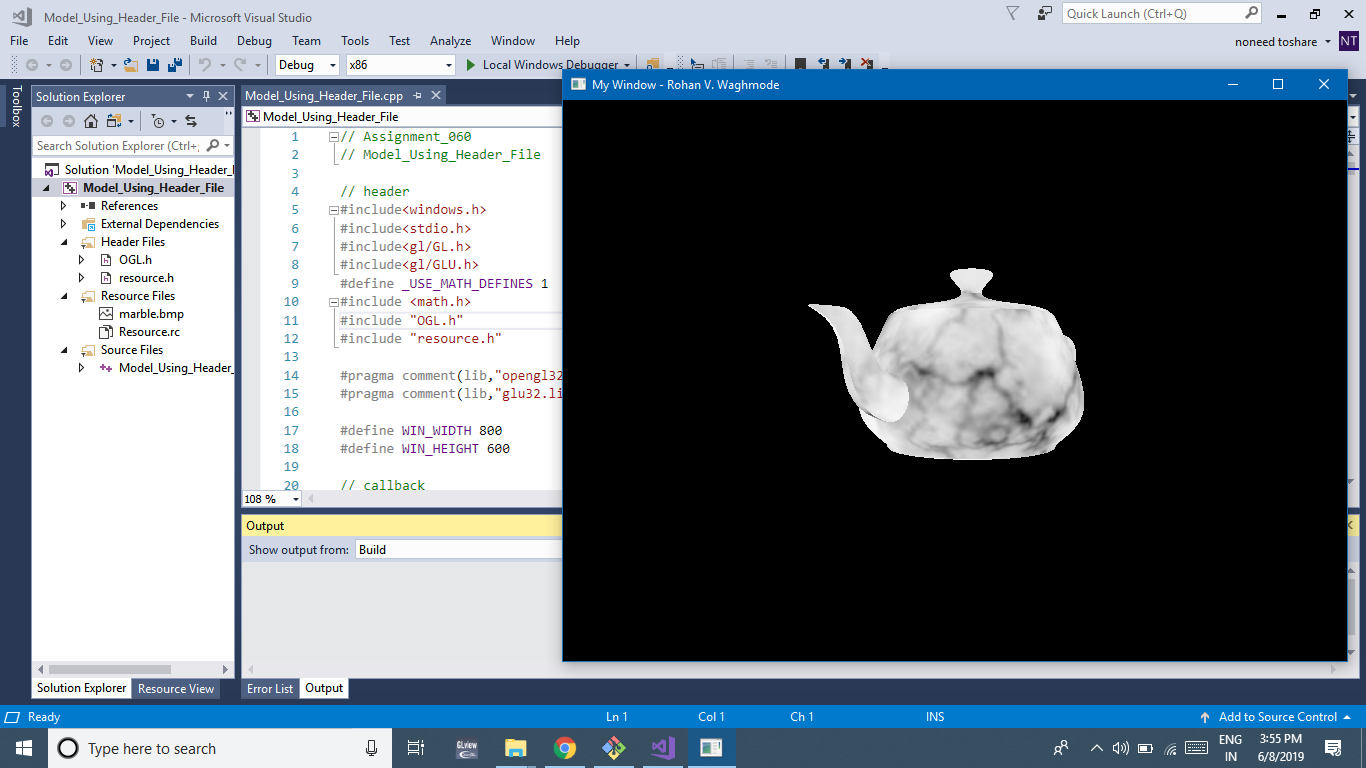 Model_Using_Header_File - Microsoft Visual Studio
Quick Launch (Ctrl+Q)
File Edit View Project Build Debug Team Tools Test Analyze Window Help
noneed toshare NT
Debug x86 Local Windows Debugger
Toolbox
Solution Explorer
Search Solution Explorer (Ctrl+;
Solution 'Model_Using_Header_F
Model_Using_Header_File
References
External Dependencies
Header Files
OGL.h
resource.h
Resource Files
marble.bmp
Resource.rc
Source Files
Model_Using_Header_
Solution Explorer Resource View
Model_Using_Header_File.cpp
Model_Using_Header_File
1 // Assignment_060
2 // Model_Using_Header_File
3
4 // header
5 #include<windows.h>
6 #include<stdio.h>
7 #include<gl/GL.h>
8 #include<gl/GLU.h>
9 #define _USE_MATH_DEFINES 1
10 #include <math.h>
11 #include "OGL.h"
12 #include "resource.h"
13
14 #pragma comment(lib,"opengl32
15 #pragma comment(lib,"glu32.li
16
17 #define WIN_WIDTH 800
18 #define WIN_HEIGHT 600
19
20 // callback
108 %
Output
Show output from: Build
Error List Output
My Window - Rohan V. Waghmode
Ready Ln 1 Col 1 Ch 1 INS Add to Source Control
Type here to search
GLview
ENG
IN
3:55 PM
6/8/2019